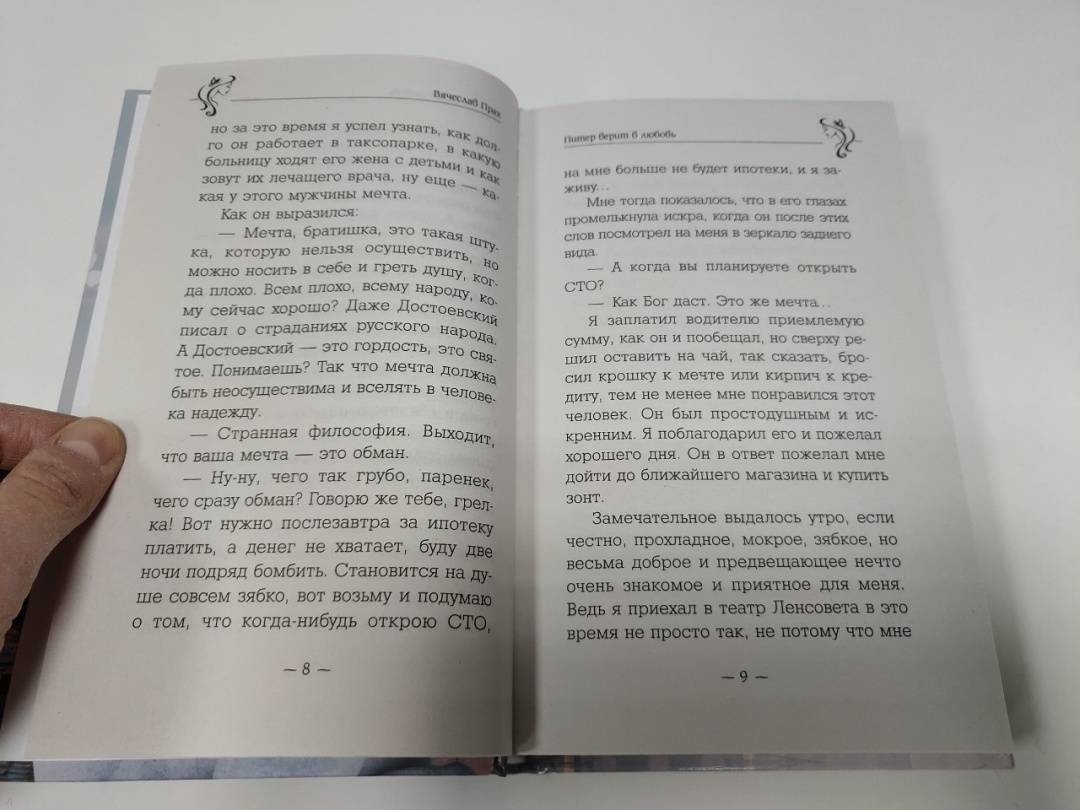 Вячеслав Прах
но за это время я успел узнать, как дол-
го он работает в таксопарке, в какую
больницу ходят его жена с детьми и как
зовут их лечащего врача, ну еще — ка-
кая у этого мужчины мечта.
Как он выразился:
— Мечта, братишка, это такая шту-
ка, которую нельзя осуществить, но
можно носить в себе и греть душу, ког-
да плохо. Всем плохо, всему народу, ко-
му сейчас хорошо? Даже Достоевский
писал о страданиях русского народа.
А Достоевский — это гордость, это свя-
тое. Понимаешь? Так что мечта должна
быть неосуществима и вселять в челове-
ка надежду.
— Странная философия. Выходит,
что ваша мечта — это обман.
— Ну-ну, чего так грубо, паренек,
чего сразу обман? Говорю же тебе, грел-
ка! Вот нужно послезавтра за ипотеку
платить, а денег не хватает, буду две
ночи подряд бомбить. Становится на ду-
ше совсем зябко, вот возьму и подумаю
о том, что когда-нибудь открою СТО,
— 8 —
Питер верит в любовь
на мне больше не будет ипотеки, и я за-
живу...
Мне тогда показалось, что в его глазах
промелькнула искра, когда он после этих
слов посмотрел на меня в зеркало заднего
вида.
— А когда вы планируете открыть
СТО?
— Как Бог даст. Это же мечта...
Я заплатил водителю приемлемую
сумму, как он и пообещал, но сверху ре-
шил оставить на чай, так сказать, бро-
сил крошку к мечте или кирпич к кре-
диту, тем не менее мне понравился этот
человек. Он был простодушным и ис-
кренним. Я поблагодарил его и пожелал
хорошего дня. Он в ответ пожелал мне
дойти до ближайшего магазина и купить
зонт.
Замечательное выдалось утро, если
честно, прохладное, мокрое, зябкое, но
весьма доброе и предвещающее нечто
очень знакомое и приятное для меня.
Ведь я приехал в театр Ленсовета в это
время не просто так, не потому что мне
— 9 —